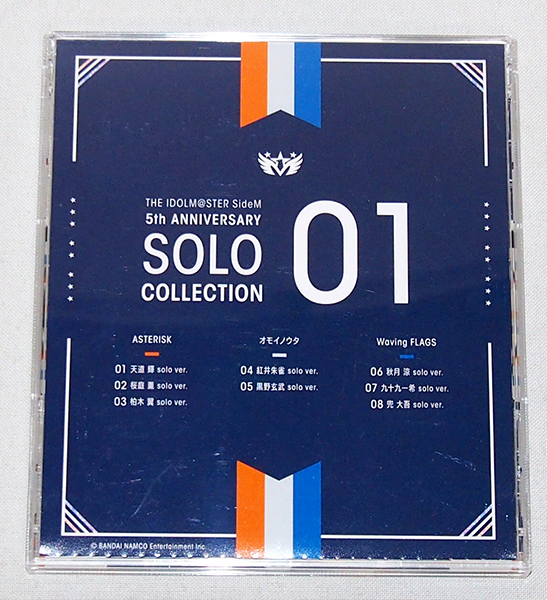 THE IDOLM@STER SideM
5th ANNIVERSARY
SOLO
COLLECTION
01
ASTERISK
01 天道 輝 solo ver.
02 桜庭 薫 solo ver.
03 柏木 翼 solo ver.
オモイノウタ
04 紅井朱雀 solo ver.
05 黒野玄武 solo ver.
Waving FLAGS
06 秋月 涼 solo ver.
07 九十九一希 solo ver.
08 兜 大吾 solo ver.
© BANDAI NAMCO Entertainment Inc.